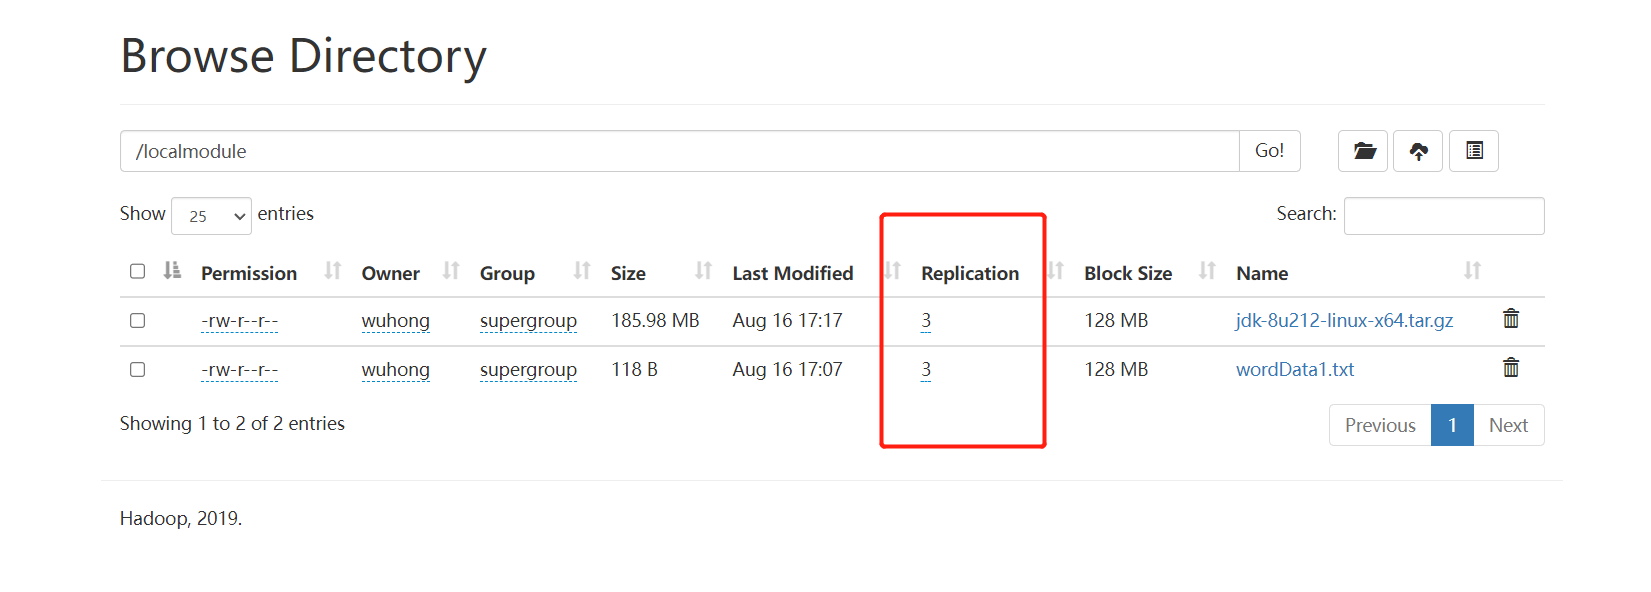 Browse Directory
/localmodule Go!
Show 25 entries Search:
Permission Owner Group Size Last Modified Replication Block Size Name
-rw-r--r-- wuhong supergroup 185.98 MB Aug 16 17:17 3 128 MB jdk-8u212-linux-x64.tar.gz
-rw-r--r-- wuhong supergroup 118 B Aug 16 17:07 3 128 MB wordData1.txt
Showing 1 to 2 of 2 entries Previous 1 Next
Hadoop, 2019.